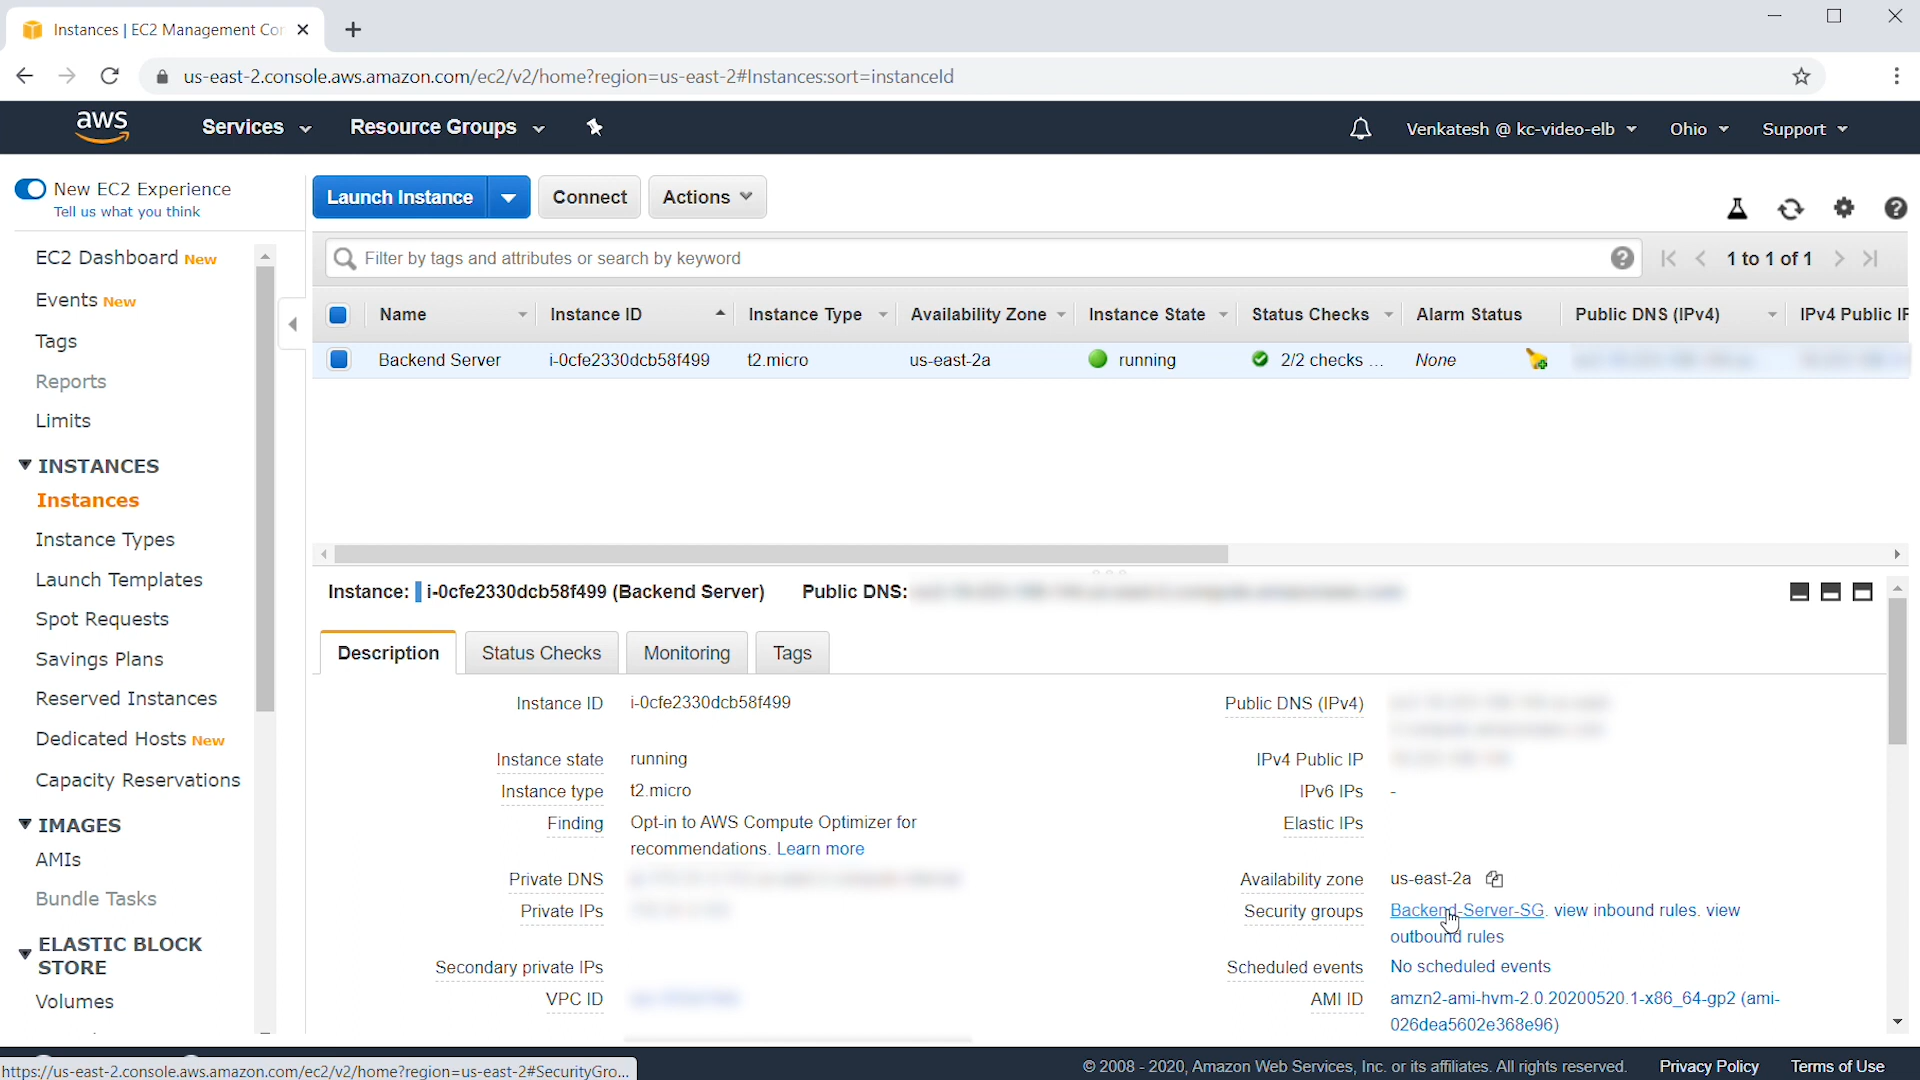 Instances | EC2 Management Cor
us-east-2.console.aws.amazon.com/ec2/v2/home?region=us-east-2#Instances:sort=instanceId
aws Services Resource Groups Venkatesh @ kc-video-elb Ohio Support
New EC2 Experience
Tell us what you think
Launch Instance Connect Actions
EC2 Dashboard New
Events New
Tags
Reports
Limits
INSTANCES
Instances
Instance Types
Launch Templates
Spot Requests
Savings Plans
Reserved Instances
Dedicated Hosts New
Capacity Reservations
IMAGES
AMIs
Bundle Tasks
ELASTIC BLOCK
STORE
Volumes
Filter by tags and attributes or search by keyword 1 to 1 of 1
Name Instance ID Instance Type Availability Zone Instance State Status Checks Alarm Status Public DNS (IPv4) IPv4 Public IP
Backend Server i-0cfe2330dcb58f499 t2.micro us-east-2a running 2/2 checks ... None
Instance: i-0cfe2330dcb58f499 (Backend Server) Public DNS:
Description Status Checks Monitoring Tags
Instance ID i-0cfe2330dcb58f499
Instance state running
Instance type t2.micro
Finding Opt-in to AWS Compute Optimizer for
recommendations. Learn more
Private DNS
Private IPs
Secondary private IPs
VPC ID
Public DNS (IPv4)
IPv4 Public IP
IPv6 IPs -
Elastic IPs
Availability zone us-east-2a
Security groups Backend-Server-SG. view inbound rules. view
outbound rules
Scheduled events No scheduled events
AMI ID amzn2-ami-hvm-2.0.20200520.1-x86_64-gp2 (ami-
026dea5602e368e96)
https://us-east-2.console.aws.amazon.com/ec2/v2/home?region=us-east-2#SecurityGro...
© 2008 - 2020, Amazon Web Services, Inc. or its affiliates. All rights reserved. Privacy Policy Terms of Use